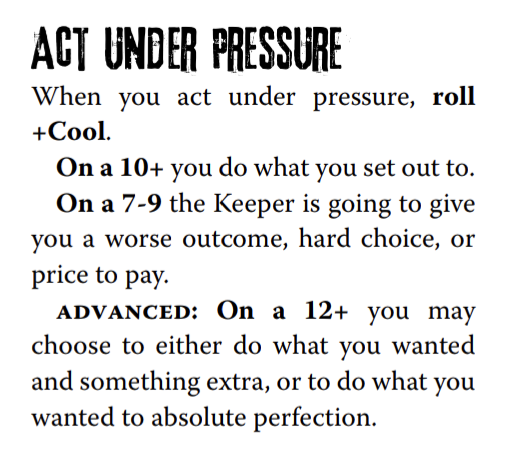 ACT UNDER PRESSURE
When you act under pressure, roll
+Cool.
On a 10+ you do what you set out to.
On a 7-9 the Keeper is going to give
you a worse outcome, hard choice, or
price to pay.
ADVANCED: On a 12+ you may
choose to either do what you wanted
and something extra, or to do what you
wanted to absolute perfection.